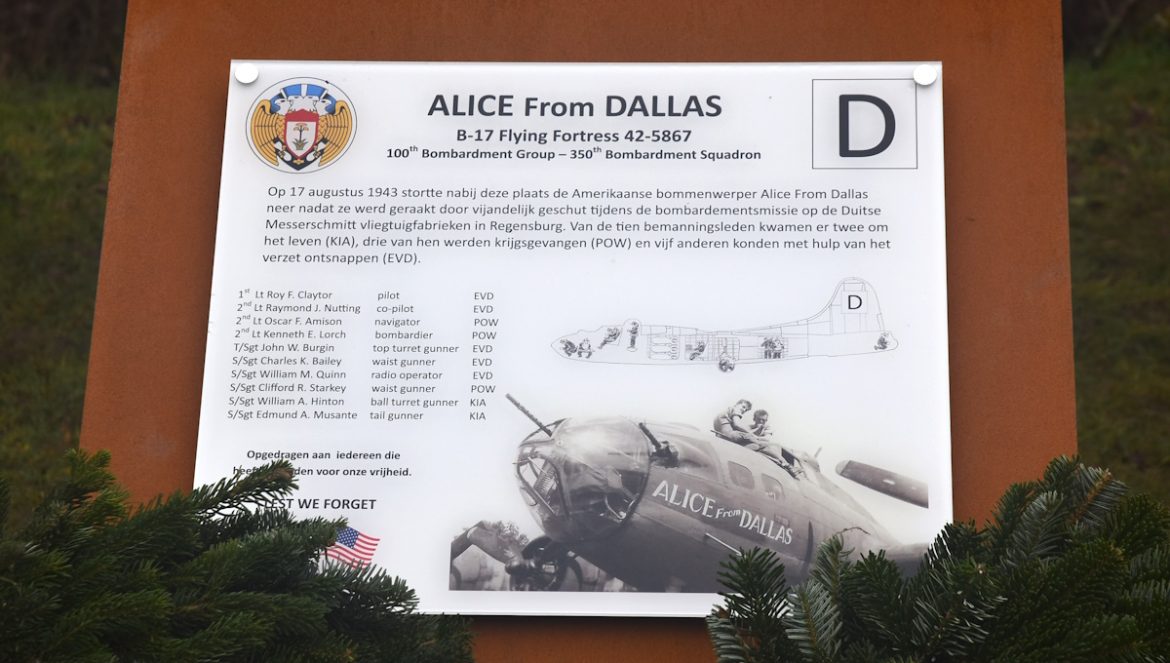 ALICE From DALLAS
D
B-17 Flying Fortress 42-5867
100th Bombardment Group – 350th Bombardment Squadron
Op 17 augustus 1943 stortte nabij deze plaats de Amerikaanse bommenwerper Alice From Dallas
neer nadat ze werd geraakt door vijandelijk geschut tijdens de bombardementsmissie op de Duitse
Messerschmitt vliegtuigfabrieken in Regensburg. Van de tien bemanningsleden kwamen er twee om
het leven (KIA), drie van hen werden krijgsgevangen (POW) en vijf anderen konden met hulp van het
verzet ontsnappen (EVD).
1st Lt Roy F. Claytor pilot EVD
2nd Lt Raymond J. Nutting co-pilot EVD
2nd Lt Oscar F. Amison navigator POW
2nd Lt Kenneth E. Lorch bombardier POW
T/Sgt John W. Burgin top turret gunner EVD
S/Sgt Charles K. Bailey waist gunner EVD
S/Sgt William M. Quinn radio operator EVD
S/Sgt Clifford R. Starkey waist gunner POW
S/Sgt William A. Hinton ball turret gunner KIA
S/Sgt Edmund A. Musante tail gunner KIA
D
Opgedragen aan iedereen die
voor onze vrijheid.
LEST WE FORGET
ALICE From DALLAS